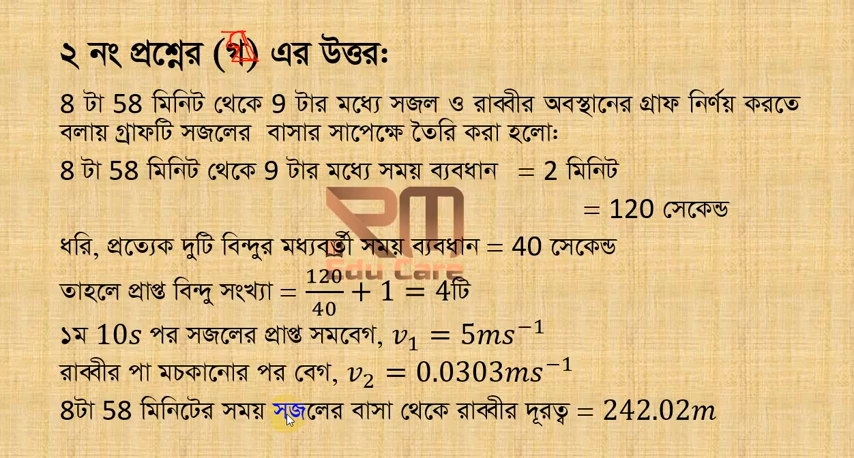 ২ নং প্রশ্নের (গ) এর উত্তর:
8 টা 58 মিনিট থেকে 9 টার মধ্যে সজল ও রাব্বীর অবস্থানের গ্রাফ নির্ণয় করতে
বলায় গ্রাফটি সজলের বাসার সাপেক্ষে তৈরি করা হলো:
8 টা 58 মিনিট থেকে 9 টার মধ্যে সময় ব্যবধান = 2 মিনিট
= 120 সেকেন্ড
ধরি, প্রত্যেক দুটি বিন্দুর মধ্যবর্তী সময় ব্যবধান = 40 সেকেন্ড
RM
Edu Care
তাহলে প্রাপ্ত বিন্দু সংখ্যা = 120/40 + 1 = 4টি
১ম 10s পর সজলের প্রাপ্ত সমবেগ, v₁ = 5ms⁻¹
রাব্বীর পা মচকানোর পর বেগ, v₂ = 0.0303ms⁻¹
8টা 58 মিনিটের সময় সজলের বাসা থেকে রাব্বীর দূরত্ব = 242.02m